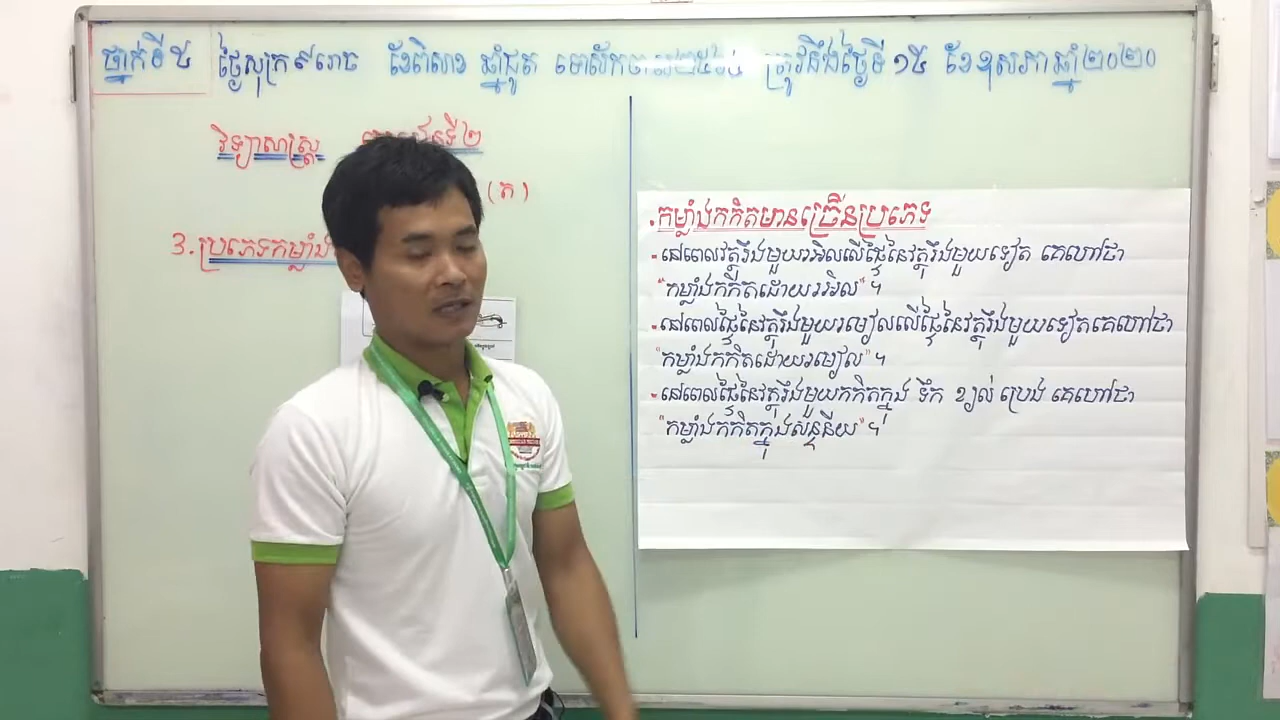 ថ្នាក់ទី៥ ថ្ងៃសុក្រ ៩រោច ខែពិសាខ ឆ្នាំជូត ត្រូវនឹងថ្ងៃទី ១៥ ខែឧសភា ឆ្នាំ២០២០
វិទ្យាសាស្ត្រ
(ត)
3. ប្រភេទកម្លាំង
. កម្លាំងកកិតមានច្រើនប្រភេទ
- នៅពេលវត្ថុរឹងមួយរអិលលើផ្ទៃនៃវត្ថុរឹងមួយទៀត គេហៅថា
"កម្លាំងកកិតដោយរអិល" ។
- នៅពេលផ្ទៃនៃវត្ថុរឹងមួយរមៀលលើផ្ទៃនៃវត្ថុរឹងមួយទៀតគេហៅថា
"កម្លាំងកកិតដោយរមៀល" ។
- នៅពេលផ្ទៃនៃវត្ថុរឹងមួយកកិតក្នុង ទឹក ខ្យល់ ប្រេង គេហៅថា
"កម្លាំងកកិតក្នុងសន្ទនីយ" ។